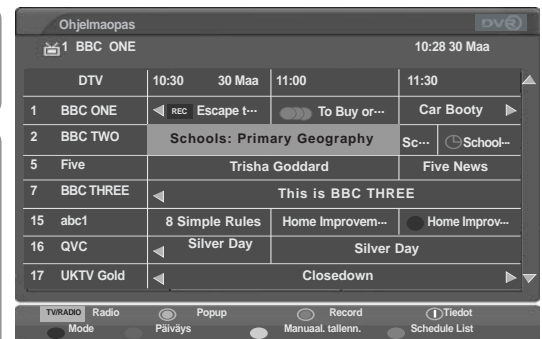 Ohjelmaopas DVR
1 BBC ONE 10:28 30 Maa
DTV 10:30 30 Maa 11:00 11:30
1 BBC ONE REC Escape t··· To Buy or··· Car Booty
2 BBC TWO Schools: Primary Geography Sc··· School···
5 Five Trisha Goddard Five News
7 BBC THREE This is BBC THREE
15 abc1 8 Simple Rules Home Improvem··· Home Improv···
16 QVC Silver Day Silver Day
17 UKTV Gold Closedown
TV/RADIO Radio Popup Record Tiedot
Mode Päiväys Manuaal. tallenn. Schedule List